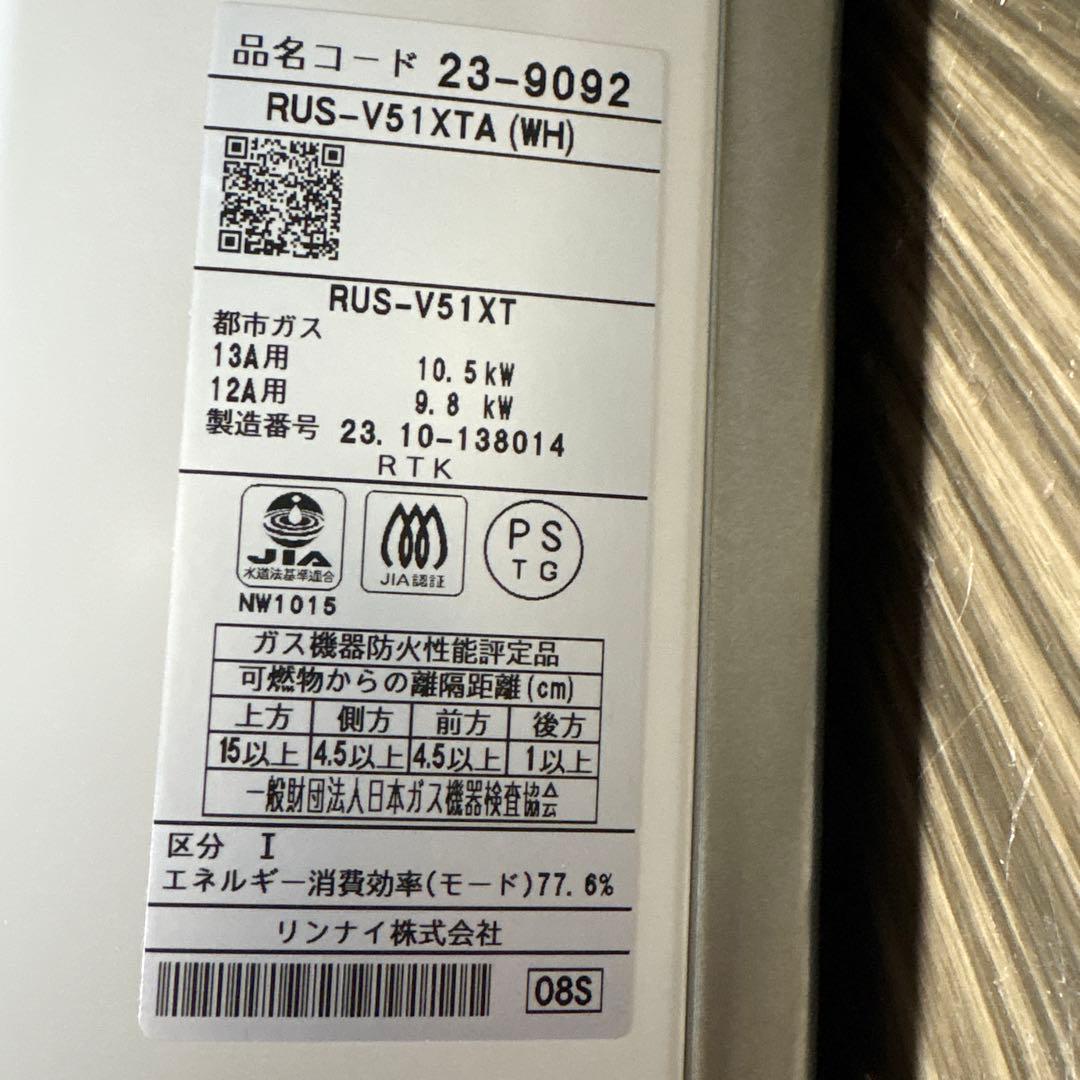 品名コード 23-9092
RUS-V51XTA (WH)
RUS-V51XT
都市ガス
13A用 10.5kW
12A用 9.8 kW
製造番号 23.10-138014
RTK
JIA
水道法基準適合
NW1015
JIA認証
PS
TG
ガス機器防火性能評定品
可燃物からの離隔距離(cm)
上方 側方 前方 後方
15以上 4.5以上 4.5以上 1以上
一般財団法人日本ガス機器検査協会
区分 I
エネルギー消費効率(モード)77.6%
リンナイ株式会社
08S